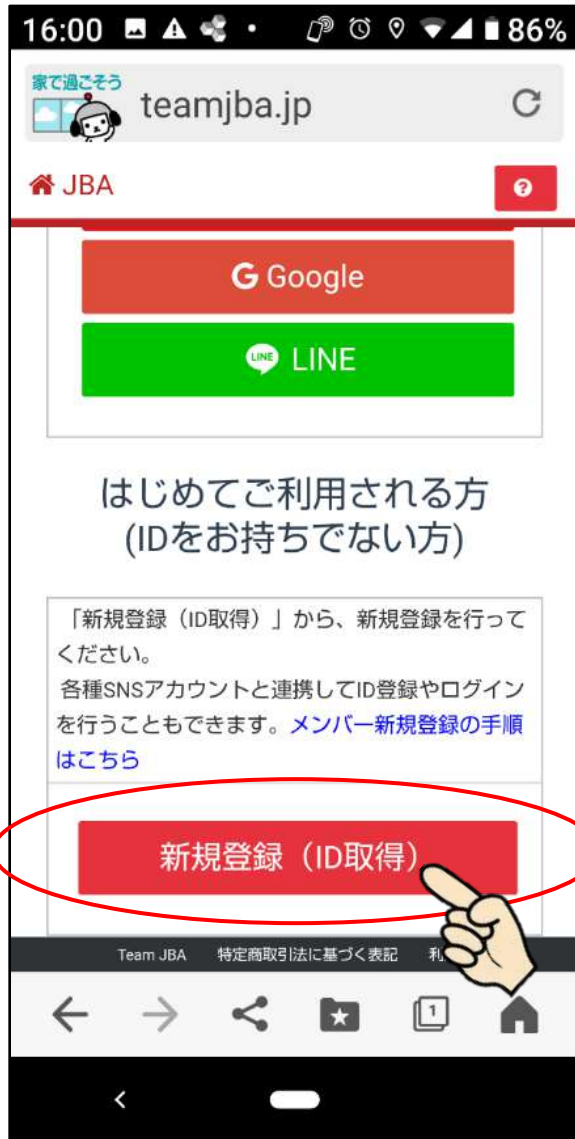 16:00
86%
家で過ごそう
teamjba.jp
JBA
?
G Google
LINE LINE
はじめてご利用される方
(IDをお持ちでない方)
「新規登録（ID取得）」から、新規登録を行って
ください。
各種SNSアカウントと連携してID登録やログイン
を行うこともできます。メンバー新規登録の手順
はこちら
新規登録（ID取得）
Team JBA 特定商取引法に基づく表記 利
1